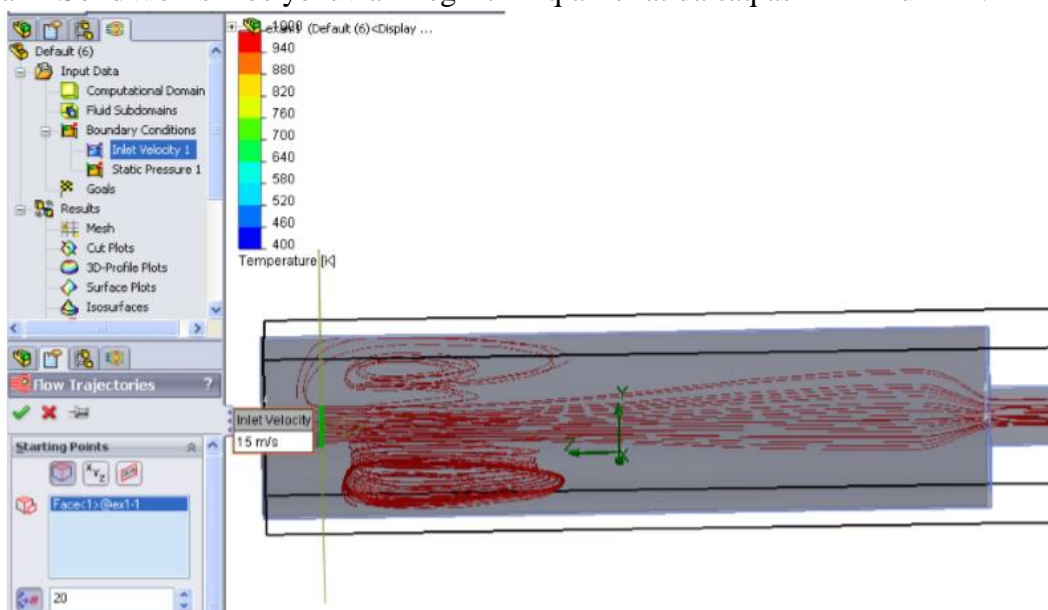 Default (6)
Input Data
Computational Domain
Fluid Subdomains
Boundary Conditions
Inlet Velocity 1
Static Pressure 1
Goals
Results
Mesh
Cut Plots
3D-Profile Plots
Surface Plots
Isosurfaces
Flow Trajectories ?
Starting Points
X Y Z
Face<1>@ex1-1
20
(Default (6)<Display ...
1000
940
880
820
760
700
640
580
520
460
400
Temperature [K]
Inlet Velocity
15 m/s
Y
Z
X